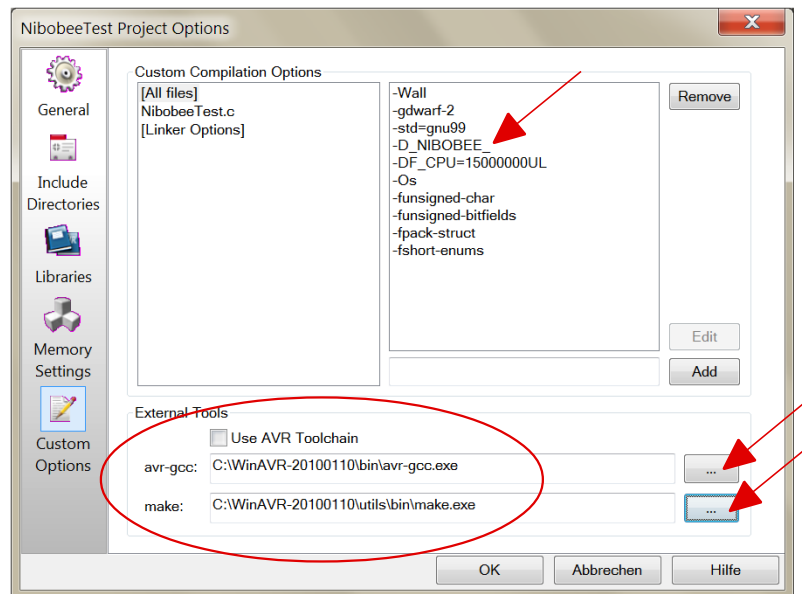 NibobeeTest Project Options
General
Include
Directories
Libraries
Memory
Settings
Custom
Options
Custom Compilation Options
[All files]
NibobeeTest.c
[Linker Options]
-Wall
-gdwarf-2
-std=gnu99
-D_NIBOBEE_
-DF_CPU=15000000UL
-Os
-funsigned-char
-funsigned-bitfields
-fpack-struct
-fshort-enums
Remove
Edit
Add
External Tools
Use AVR Toolchain
avr-gcc: C:\WinAVR-20100110\bin\avr-gcc.exe ...
make: C:\WinAVR-20100110\utils\bin\make.exe ...
OK Abbrechen Hilfe